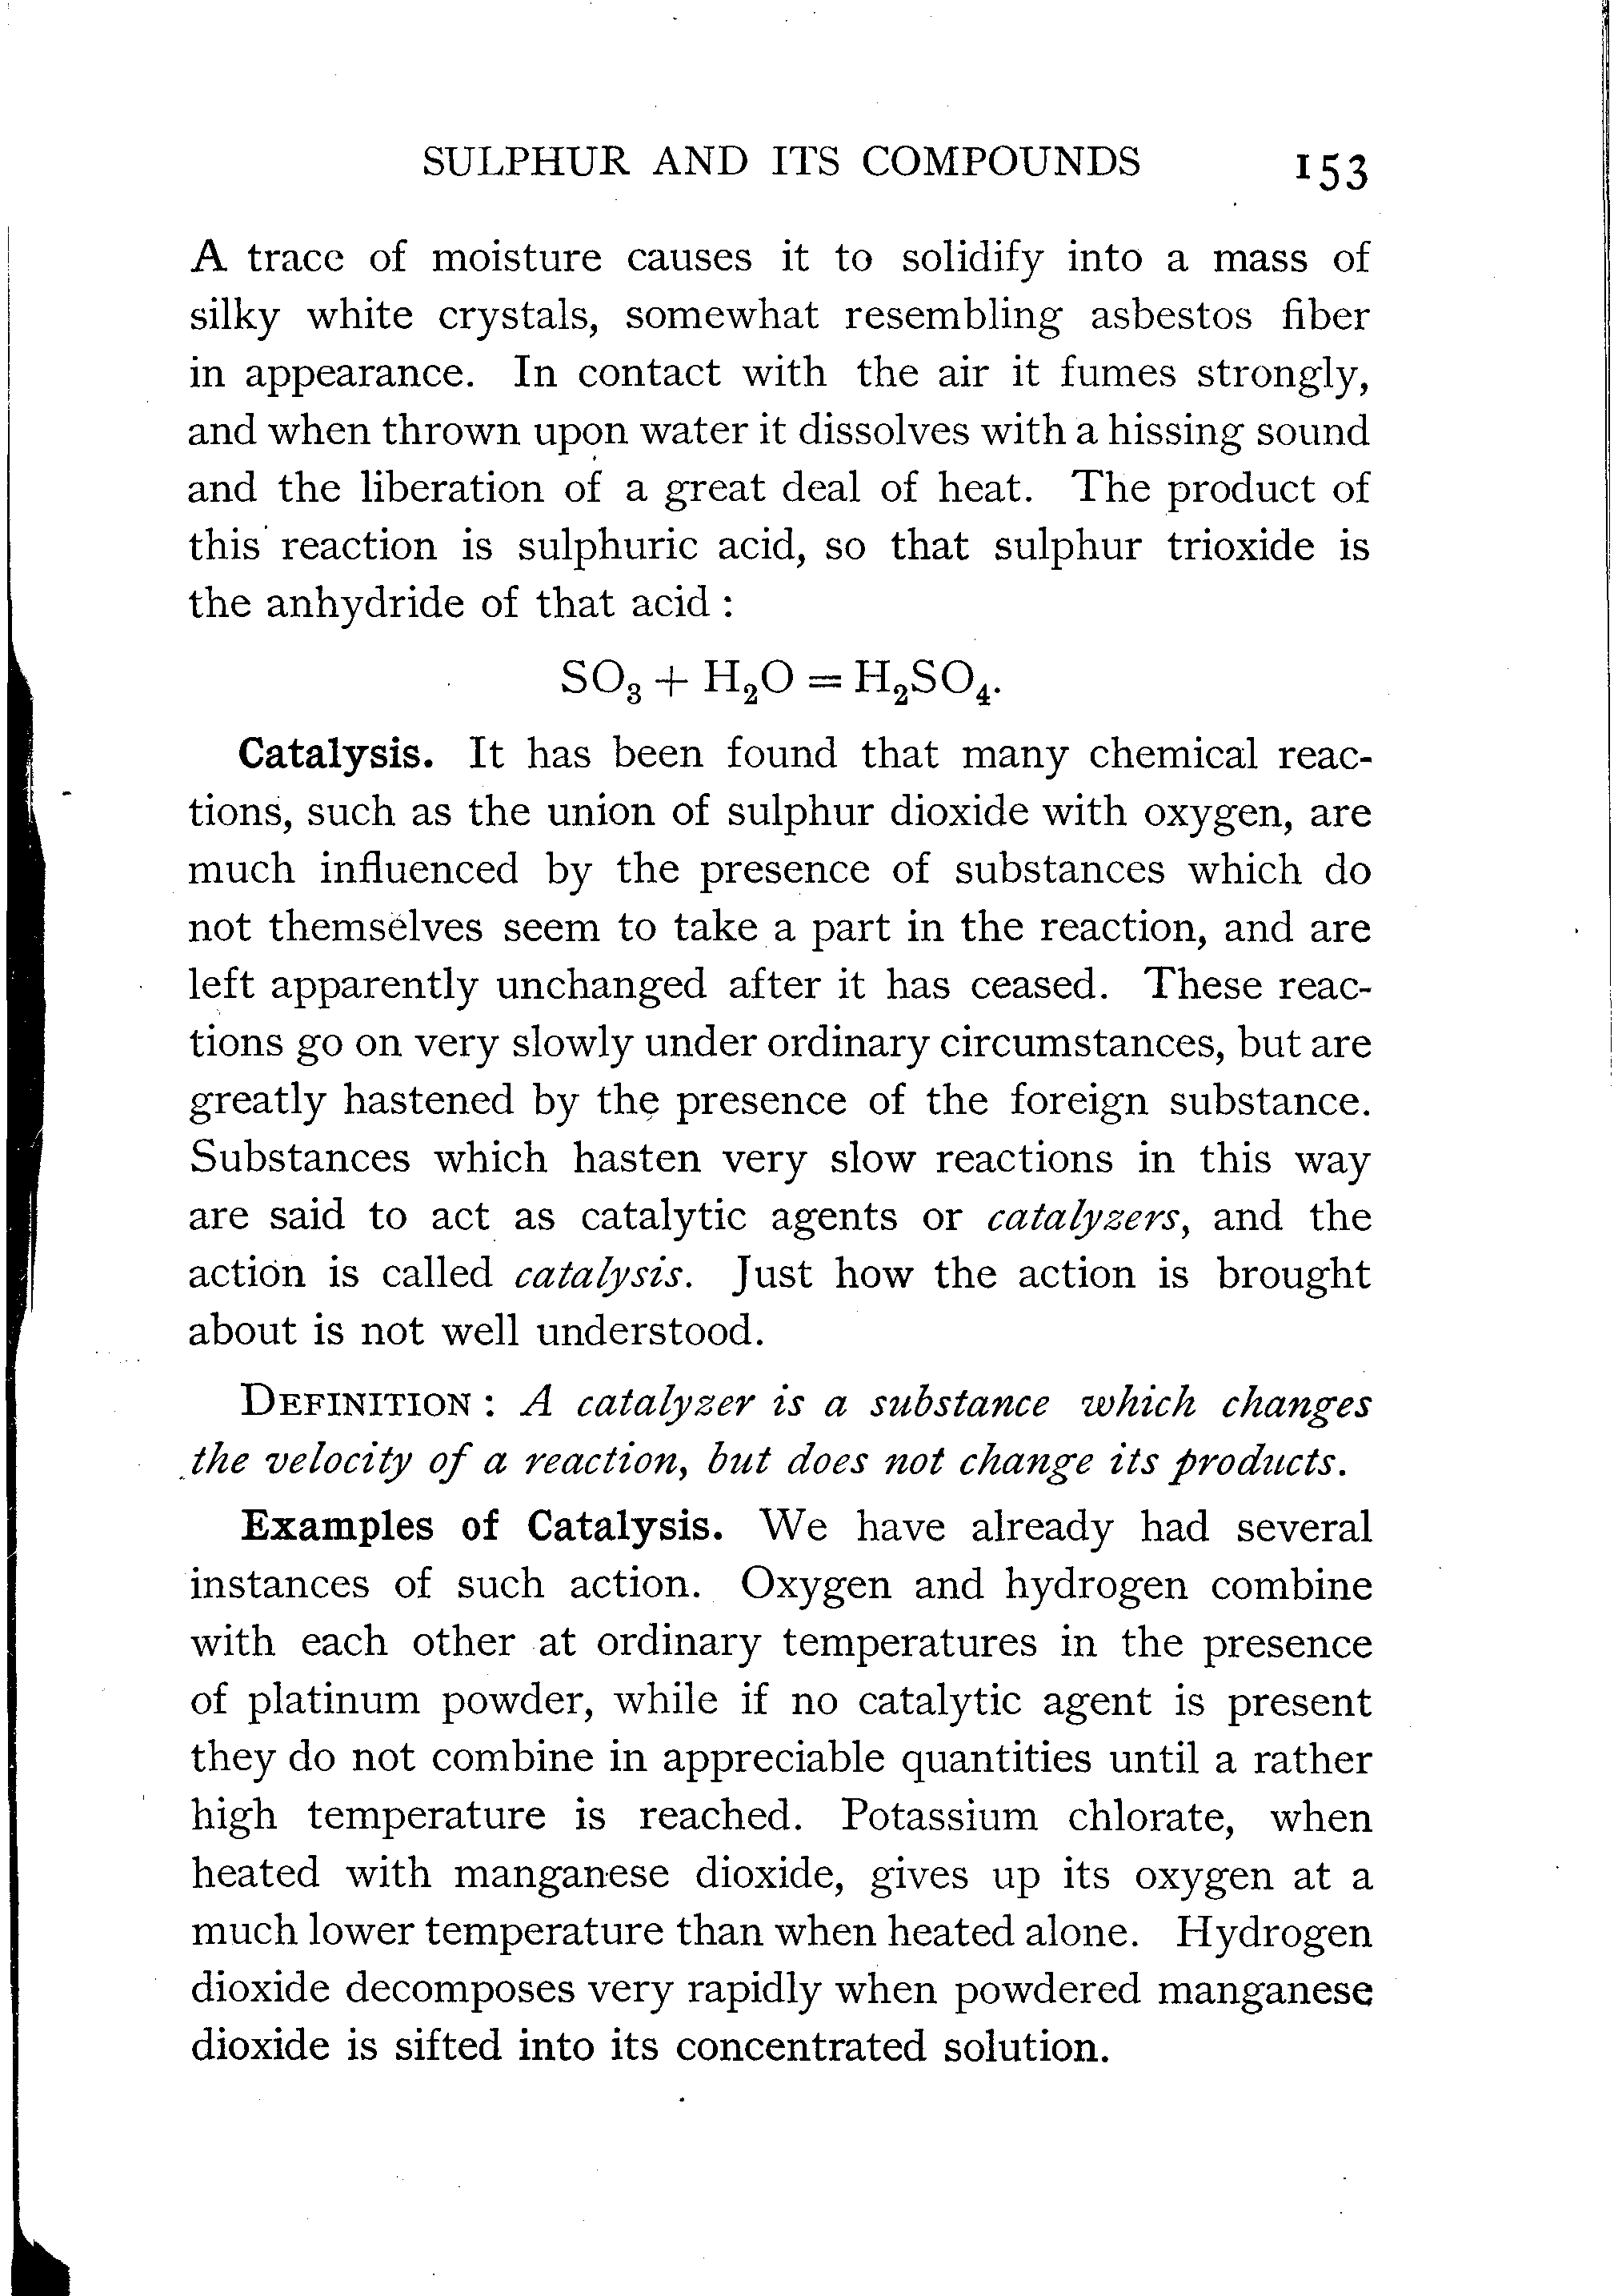 SULPHUR AND ITS COMPOUNDS 153
A trace of moisture causes it to solidify into a mass of
silky white crystals, somewhat resembling asbestos fiber
in appearance. In contact with the air it fumes strongly,
and when thrown upon water it dissolves with a hissing sound
and the liberation of a great deal of heat. The product of
this reaction is sulphuric acid, so that sulphur trioxide is
the anhydride of that acid :
SO₃ + H₂O = H₂SO₄.
Catalysis. It has been found that many chemical reac-
tions, such as the union of sulphur dioxide with oxygen, are
much influenced by the presence of substances which do
not themselves seem to take a part in the reaction, and are
left apparently unchanged after it has ceased. These reac-
tions go on very slowly under ordinary circumstances, but are
greatly hastened by the presence of the foreign substance.
Substances which hasten very slow reactions in this way
are said to act as catalytic agents or catalyzers, and the
action is called catalysis. Just how the action is brought
about is not well understood.
DEFINITION : A catalyzer is a substance which changes
the velocity of a reaction, but does not change its products.
Examples of Catalysis. We have already had several
instances of such action. Oxygen and hydrogen combine
with each other at ordinary temperatures in the presence
of platinum powder, while if no catalytic agent is present
they do not combine in appreciable quantities until a rather
high temperature is reached. Potassium chlorate, when
heated with manganese dioxide, gives up its oxygen at a
much lower temperature than when heated alone. Hydrogen
dioxide decomposes very rapidly when powdered manganese
dioxide is sifted into its concentrated solution.